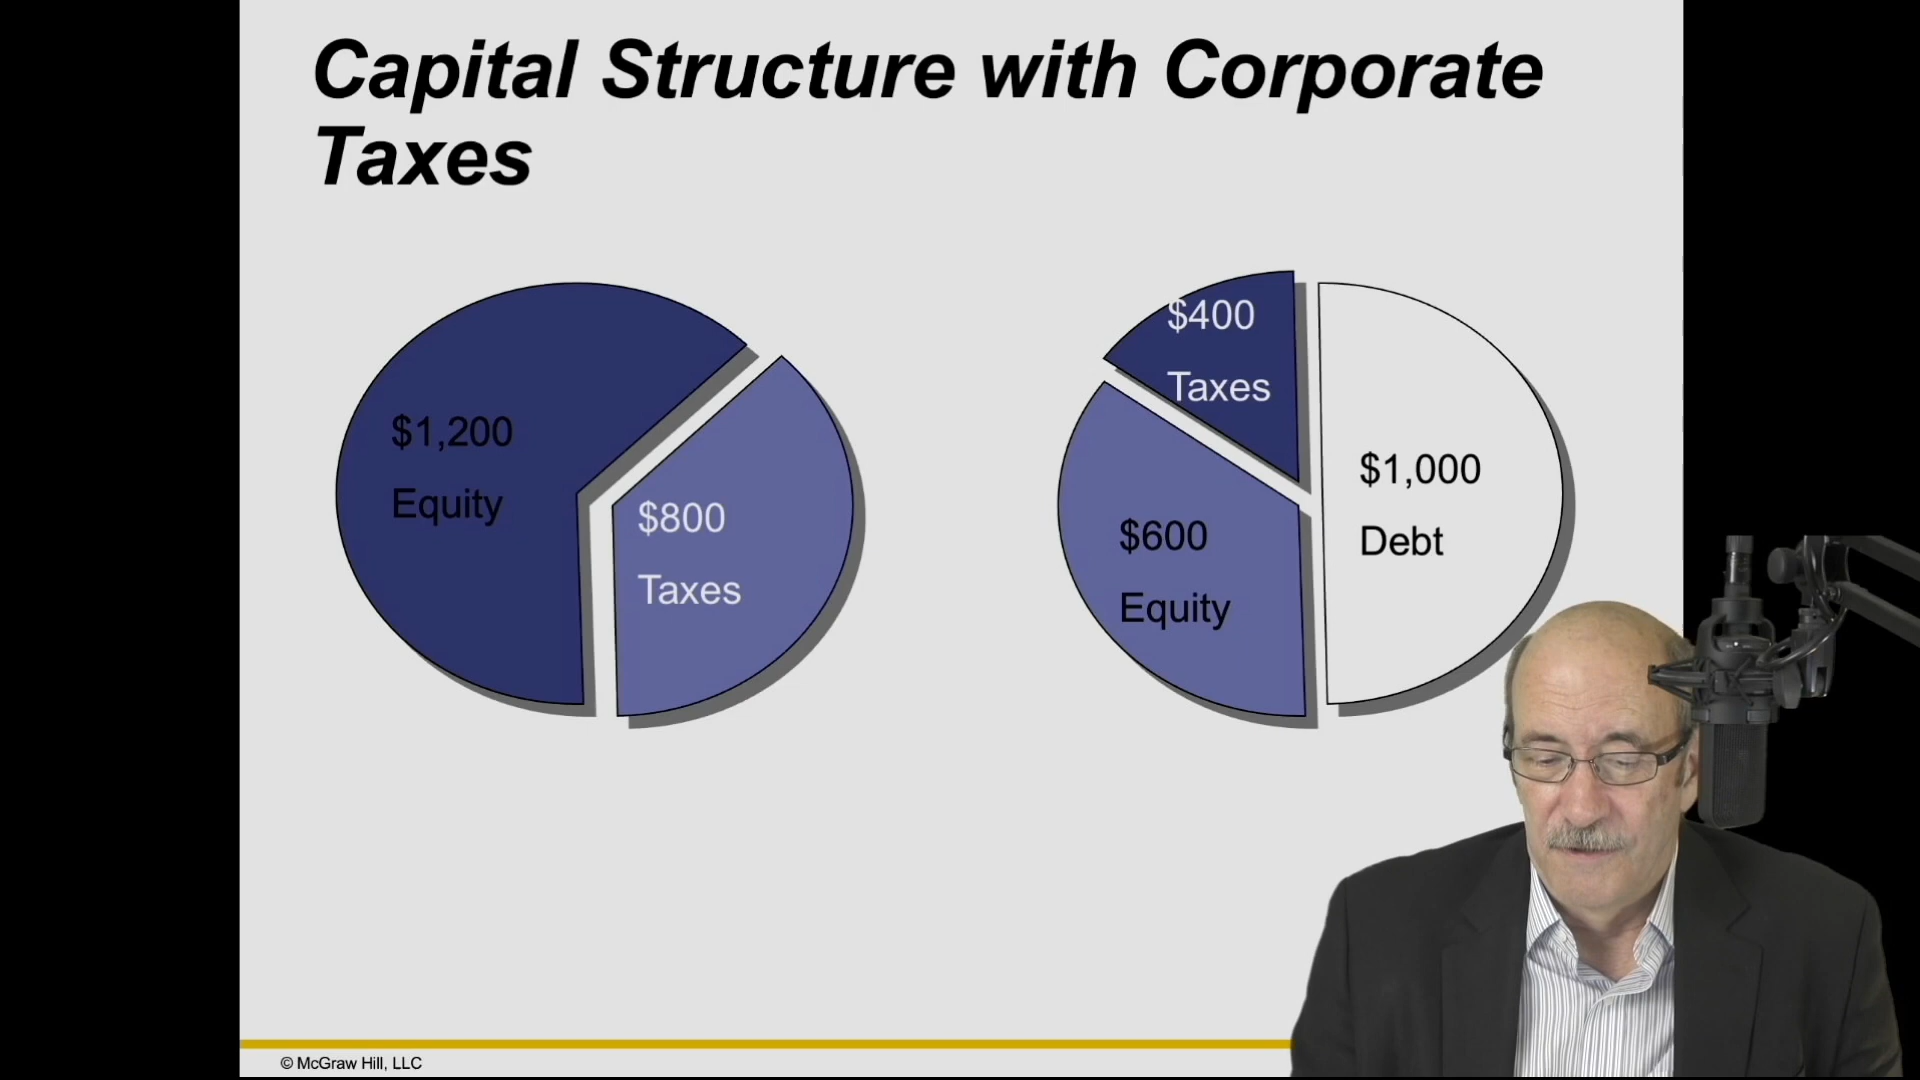 Capital Structure with Corporate
Taxes
$1,200
Equity
$800
Taxes
$400
Taxes
$600
Equity
$1,000
Debt
© McGraw Hill, LLC